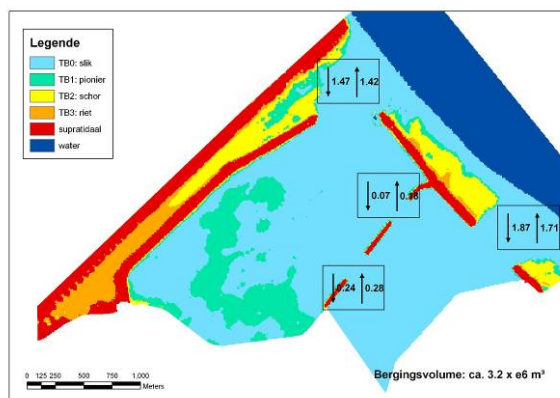 Legende
TB0: slik
TB1: pionier
TB2: schor
TB3: riet
supratidaal
water
1.47 1.42
0.07
1.87 1.71
0.24 0.28
Bergingsvolume: ca. 3.2 x e6 m³
0 125 250 500 750 1.000
Meters